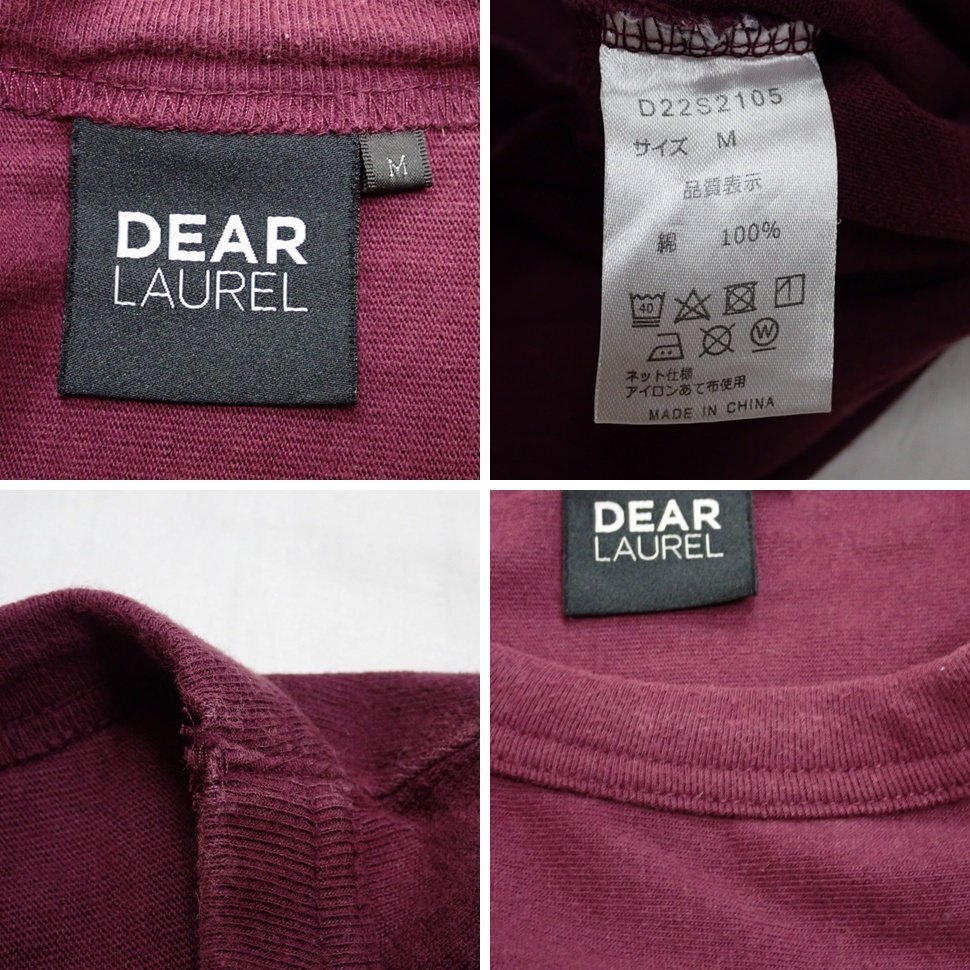 DEAR
LAUREL
M
D22S2105
サイズ M
品質表示
綿 100%
40
W
ネット仕様
アイロンあて布使用
MADE IN CHINA
DEAR
LAUREL